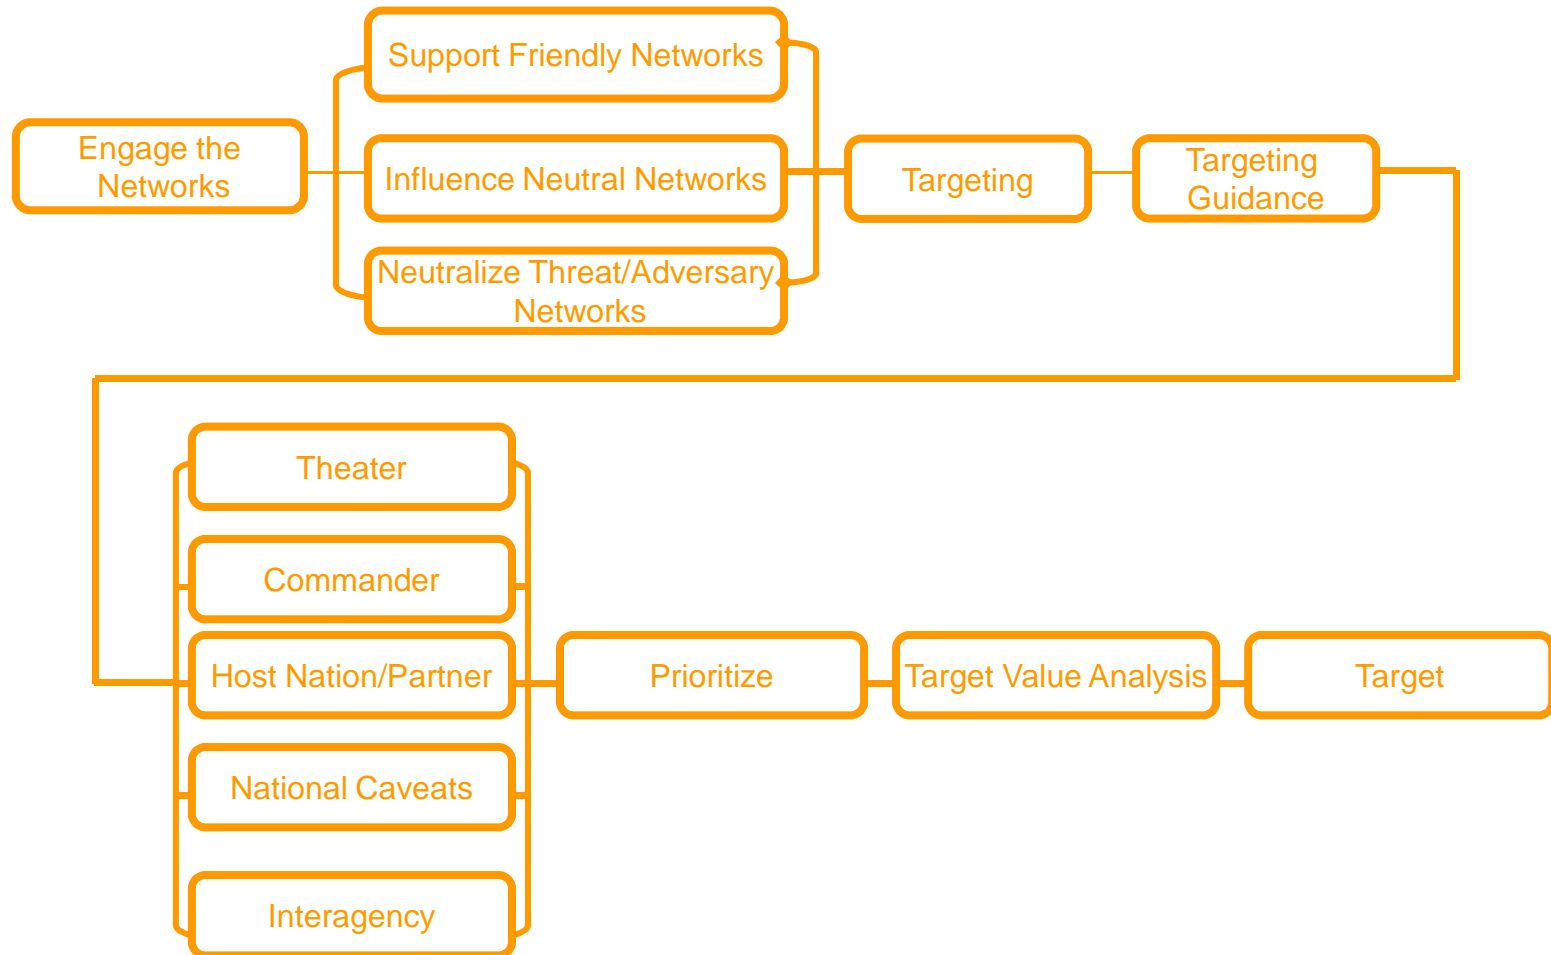 Engage the
Networks
Support Friendly Networks
Influence Neutral Networks
Neutralize Threat/Adversary
Networks
Targeting
Targeting
Guidance
Theater
Commander
Host Nation/Partner
National Caveats
Interagency
Prioritize
Target Value Analysis
Target